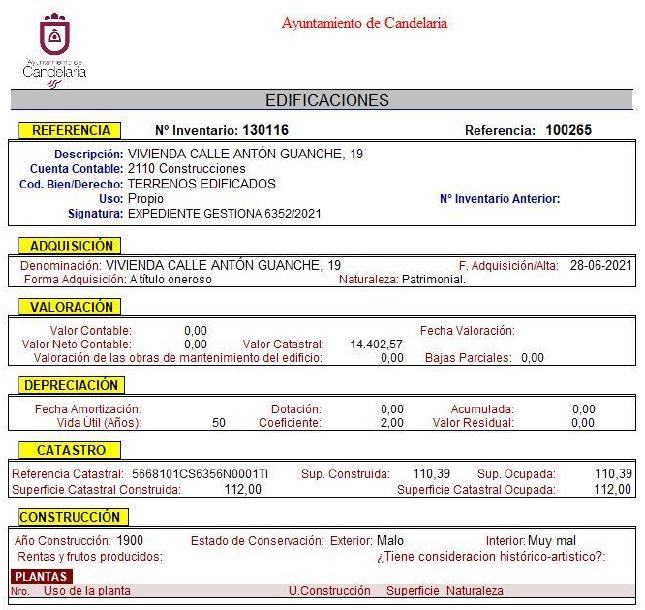 Ayuntamiento de Candelaria
Ayuntamiento de
Candelaria
EDIFICACIONES
REFERENCIA Nº Inventario: 130116 Referencia: 100265
Descripción: VIVIENDA CALLE ANTÓN GUANCHE, 19
Cuenta Contable: 2110 Construcciones
Cod. Bien/Derecho: TERRENOS EDIFICADOS
Uso: Propio Nº Inventario Anterior:
Signatura: EXPEDIENTE GESTIONA 6352/2021
ADQUISICIÓN
Denominación: VIVIENDA CALLE ANTÓN GUANCHE, 19 F. Adquisición/Alta: 28-06-2021
Forma Adquisición: A título oneroso Naturaleza: Patrimonial.
VALORACIÓN
Valor Contable: 0,00 Fecha Valoración:
Valor Neto Contable: 0,00 Valor Catastral: 14.402,57
Valoración de las obras de mantenimiento del edificio: 0,00 Bajas Parciales: 0,00
DEPRECIACIÓN
Fecha Amortización: Dotación: 0,00 Acumulada: 0,00
Vida Útil (Años): 50 Coeficiente: 2,00 Valor Residual: 0,00
CATASTRO
Referencia Catastral: 5668101CS6356N0001TI Sup. Construida: 110,39 Sup. Ocupada: 110,39
Superficie Catastral Construida: 112,00 Superficie Catastral Ocupada: 112,00
CONSTRUCCIÓN
Año Construcción: 1900 Estado de Conservación: Exterior: Malo Interior: Muy mal
Rentas y frutos producidos: ¿Tiene consideracion histórico-artistico?:
PLANTAS
Nro. Uso de la planta U.Construcción Superficie Naturaleza